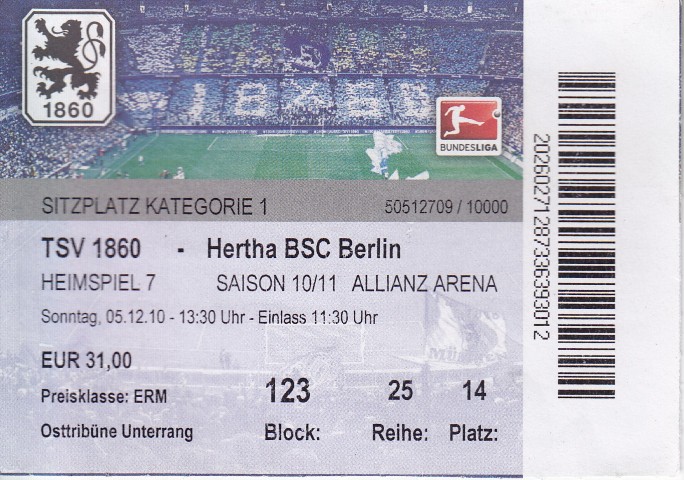 1860
BUNDESLIGA
SITZPLATZ KATEGORIE 1 50512709 / 10000
TSV 1860 - Hertha BSC Berlin
HEIMSPIEL 7 SAISON 10/11 ALLIANZ ARENA
Sonntag, 05.12.10 - 13:30 Uhr - Einlass 11:30 Uhr
EUR 31,00
Preisklasse: ERM 123 25 14
Osttribüne Unterrang Block: Reihe: Platz:
20260271287336393012